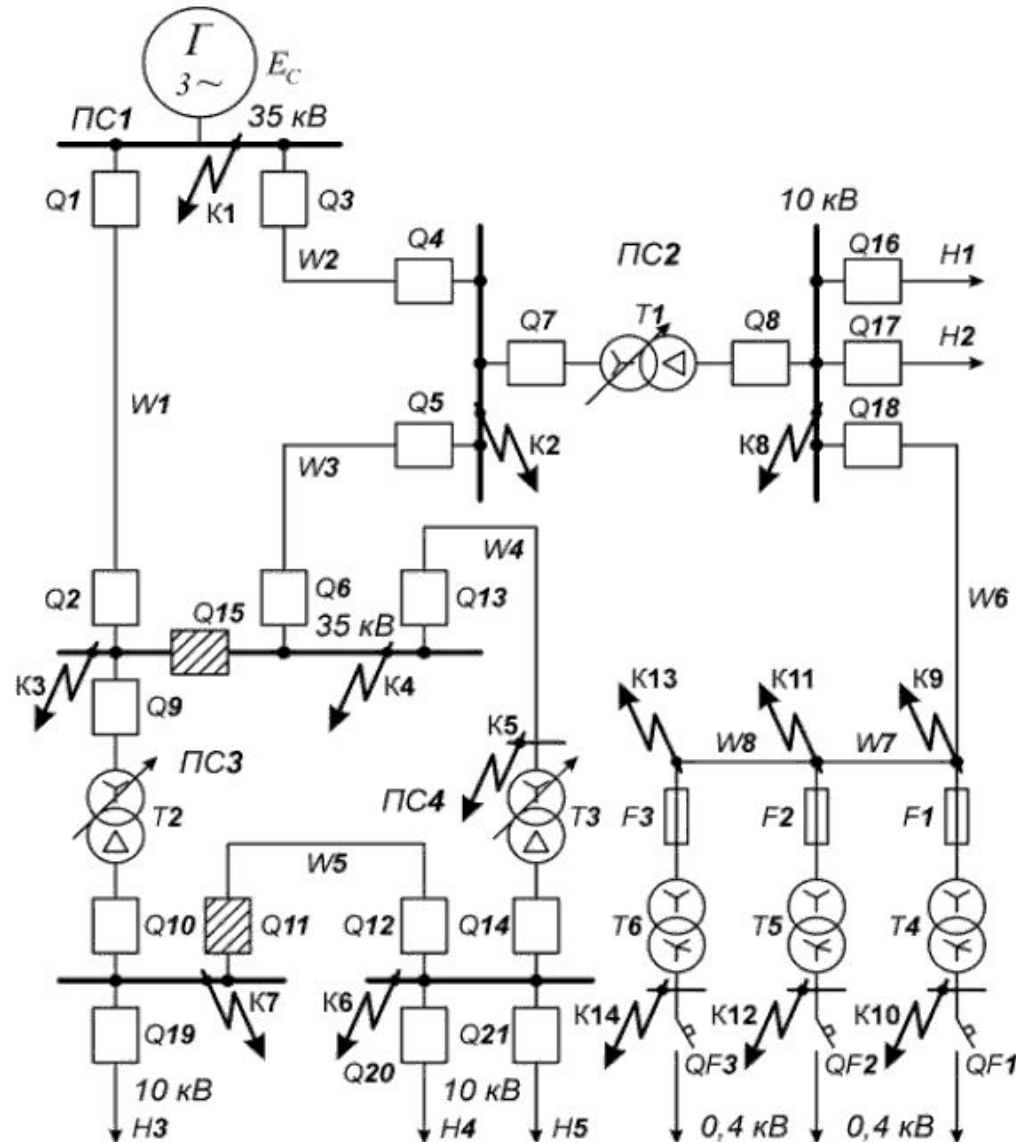 Г
3~
E_C
ПС1
35 кВ
Q1
К1
Q3
10 кВ
W2
Q4
ПС2
Q16
H1
Q7
T1
Q8
Q17
H2
W1
Q5
Q18
W3
К2
К8
W4
Q2
Q15
Q6
Q13
W6
35 кВ
К3
К4
К13
К11
К9
Q9
К5
W8
W7
ПС3
ПС4
T2
T3
F3
F2
F1
W5
Q10
Q11
Q12
Q14
T6
T5
T4
К7
К6
К14
К12
К10
Q19
Q21
Q20
QF3
QF2
QF1
10 кВ
10 кВ
H3
H4
H5
0,4 кВ
0,4 кВ